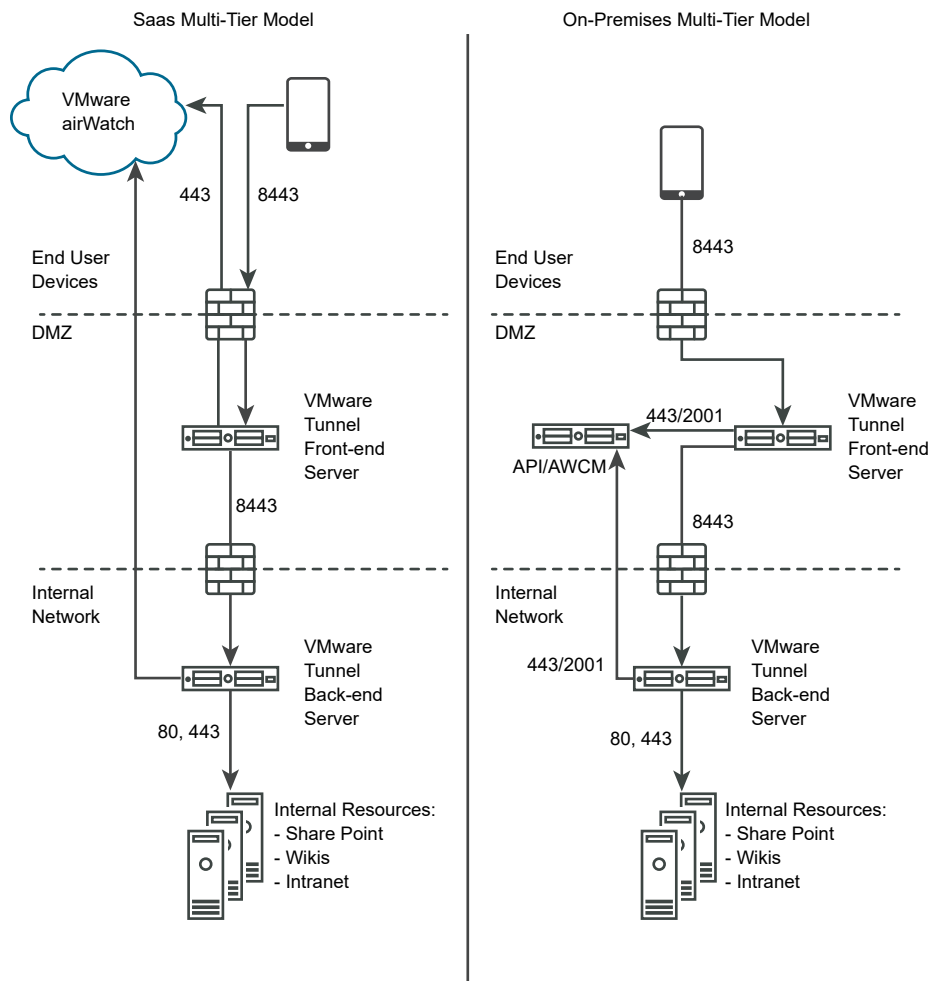 Saas Multi-Tier Model
VMware
airWatch
443
8443
End User
Devices
DMZ
VMware
Tunnel
Front-end
Server
8443
Internal
Network
VMware
Tunnel
Back-end
Server
80, 443
Internal Resources:
- Share Point
- Wikis
- Intranet
On-Premises Multi-Tier Model
8443
End User
Devices
DMZ
443/2001
API/AWCM
VMware
Tunnel
Front-end
Server
8443
Internal
Network
443/2001
VMware
Tunnel
Back-end
Server
80, 443
Internal Resources:
- Share Point
- Wikis
- Intranet